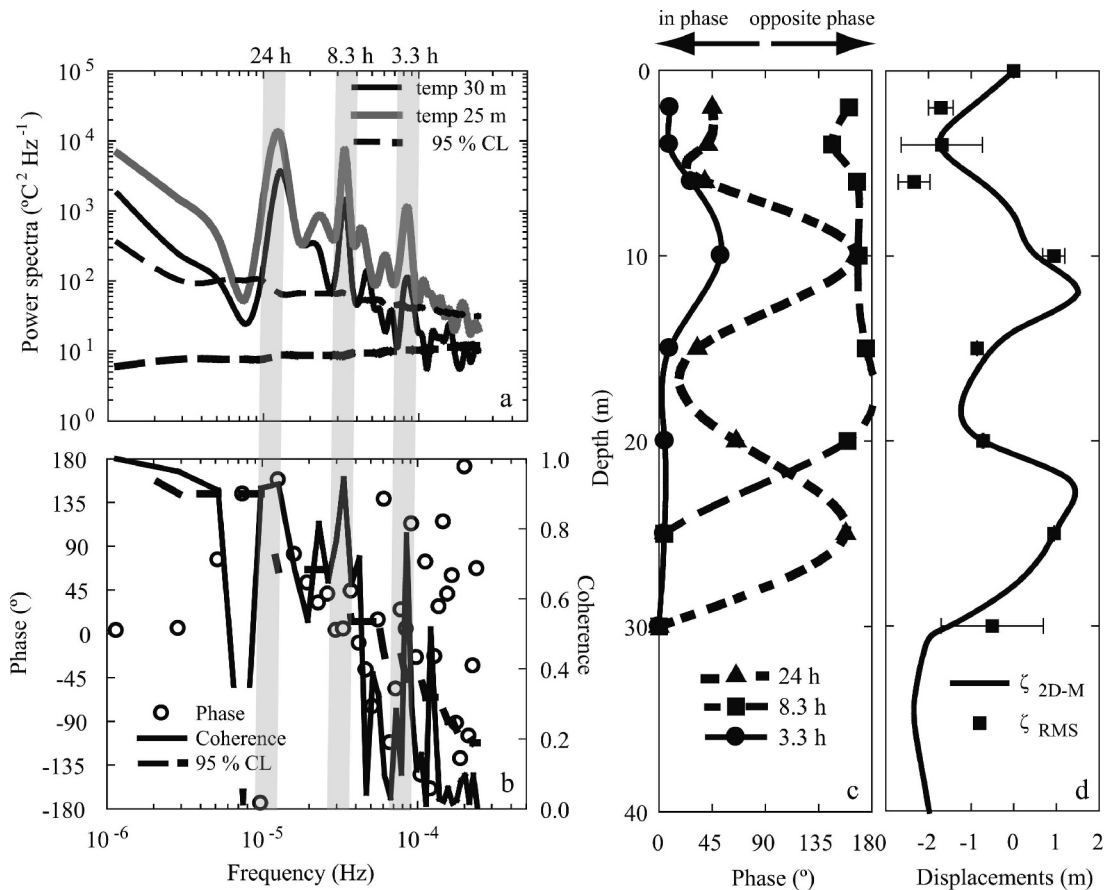 24 h 8.3 h 3.3 h
10^5
10^4
10^3
10^2
10^1
10^0
Power spectra (ºC^2 Hz^-1)
temp 30 m
temp 25 m
95 % CL
a
180
135
90
45
0
-45
-90
-135
-180
Phase (º)
1.0
0.8
0.6
0.4
0.2
0.0
Coherence
Phase
Coherence
95 % CL
b
10^-6 10^-5 10^-4
Frequency (Hz)
in phase opposite phase
0
10
20
30
40
Depth (m)
24 h
8.3 h
3.3 h
c
0 45 90 135 180
Phase (º)
ζ 2D-M
ζ RMS
d
-2 -1 0 1 2
Displacements (m)